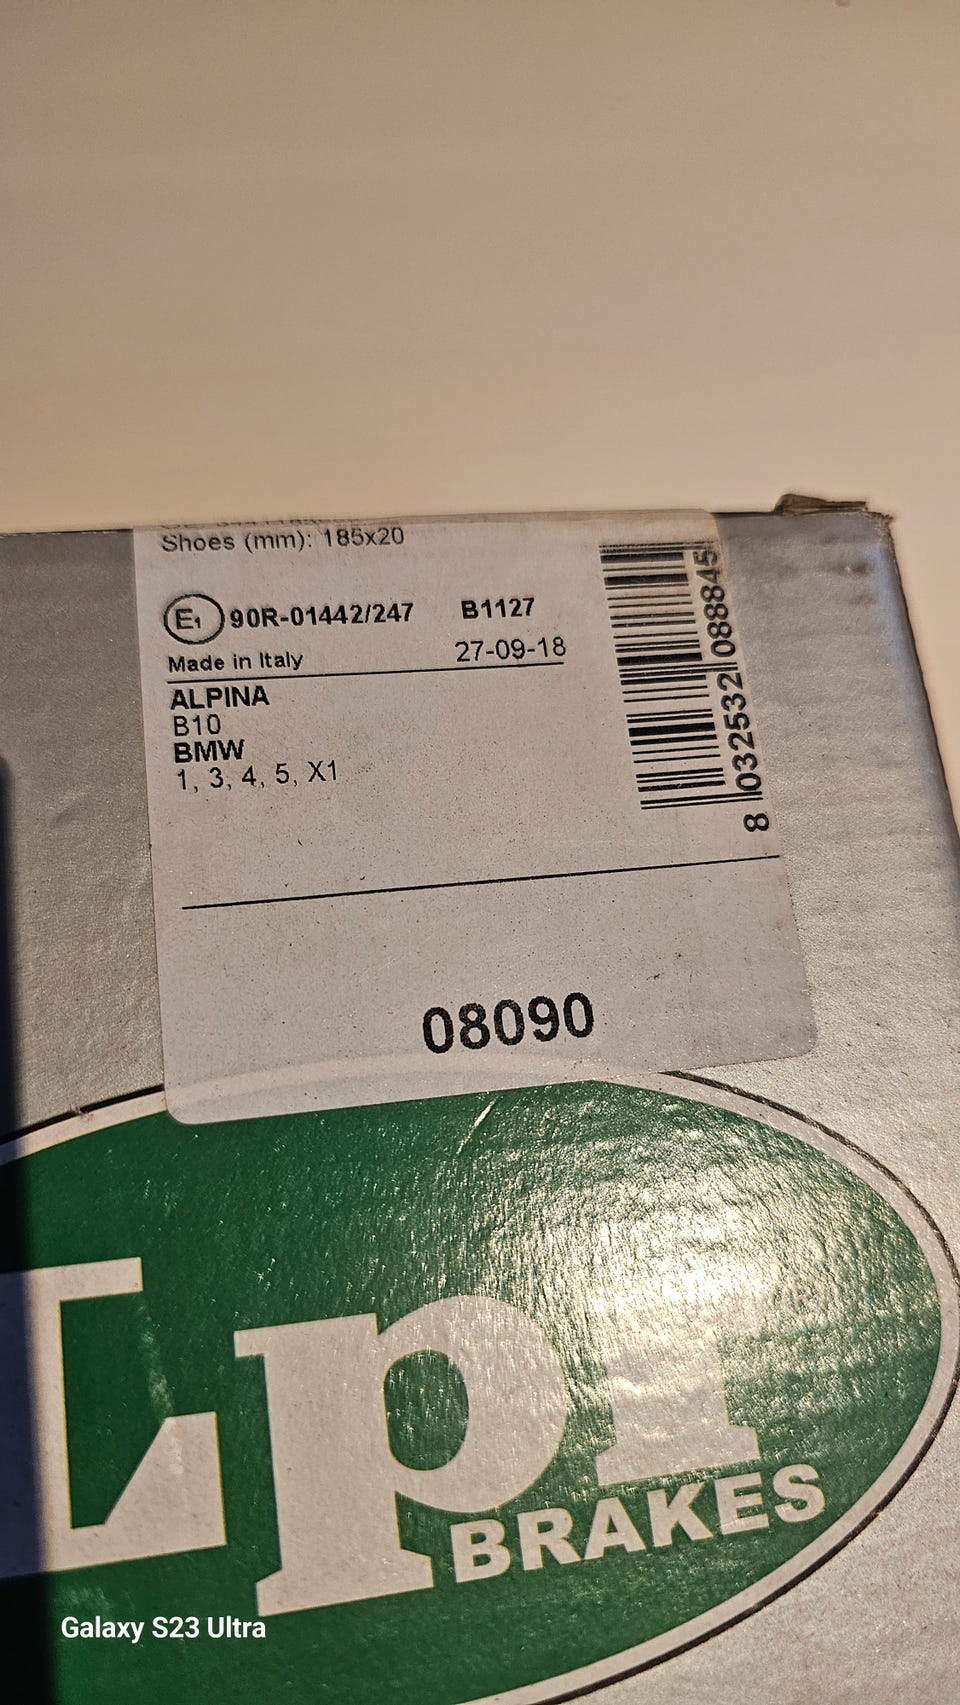 Shoes (mm): 185x20
E1 90R-01442/247 B1127
Made in Italy 27-09-18
ALPINA
B10
BMW
1, 3, 4, 5, X1
8 032532 088845
08090
Lpr
BRAKES
Galaxy S23 Ultra